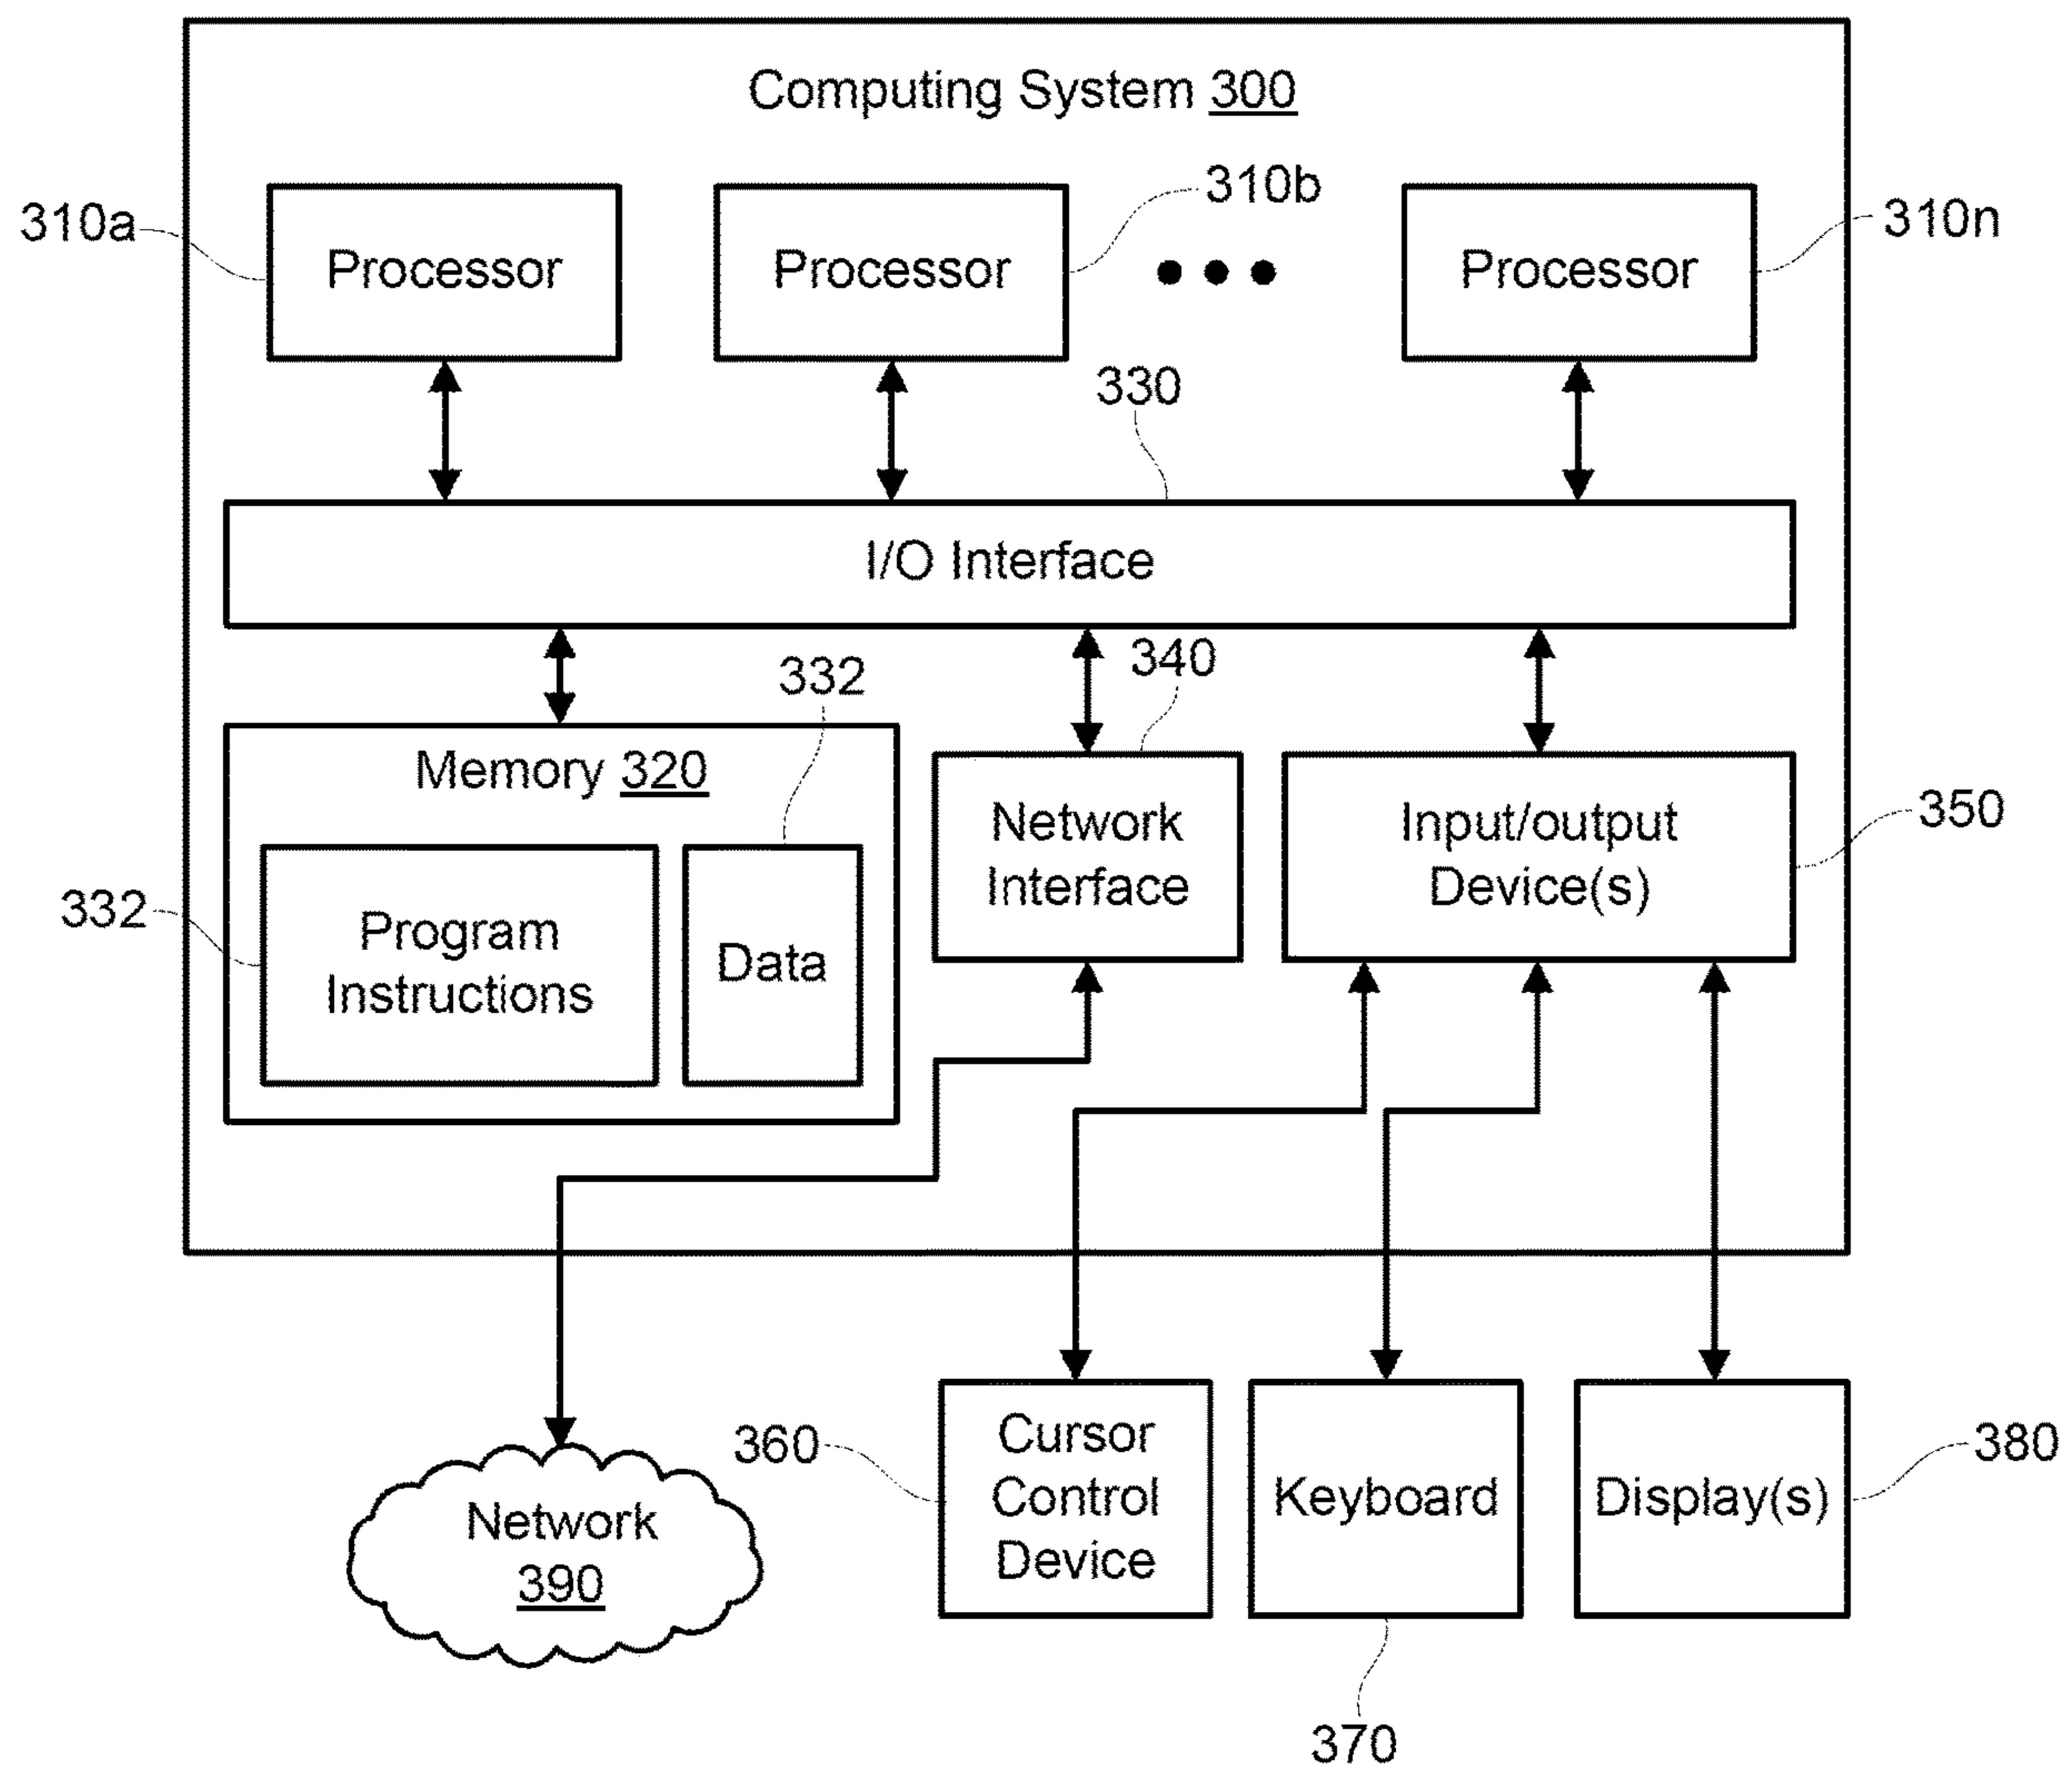 Computing System 300
310a
Processor
310b
Processor
310n
Processor
330
I/O Interface
332
340
Memory 320
332
Program
Instructions
Data
Network
Interface
350
Input/output
Device(s)
Network
390
360
Cursor
Control
Device
Keyboard
370
Display(s)
380